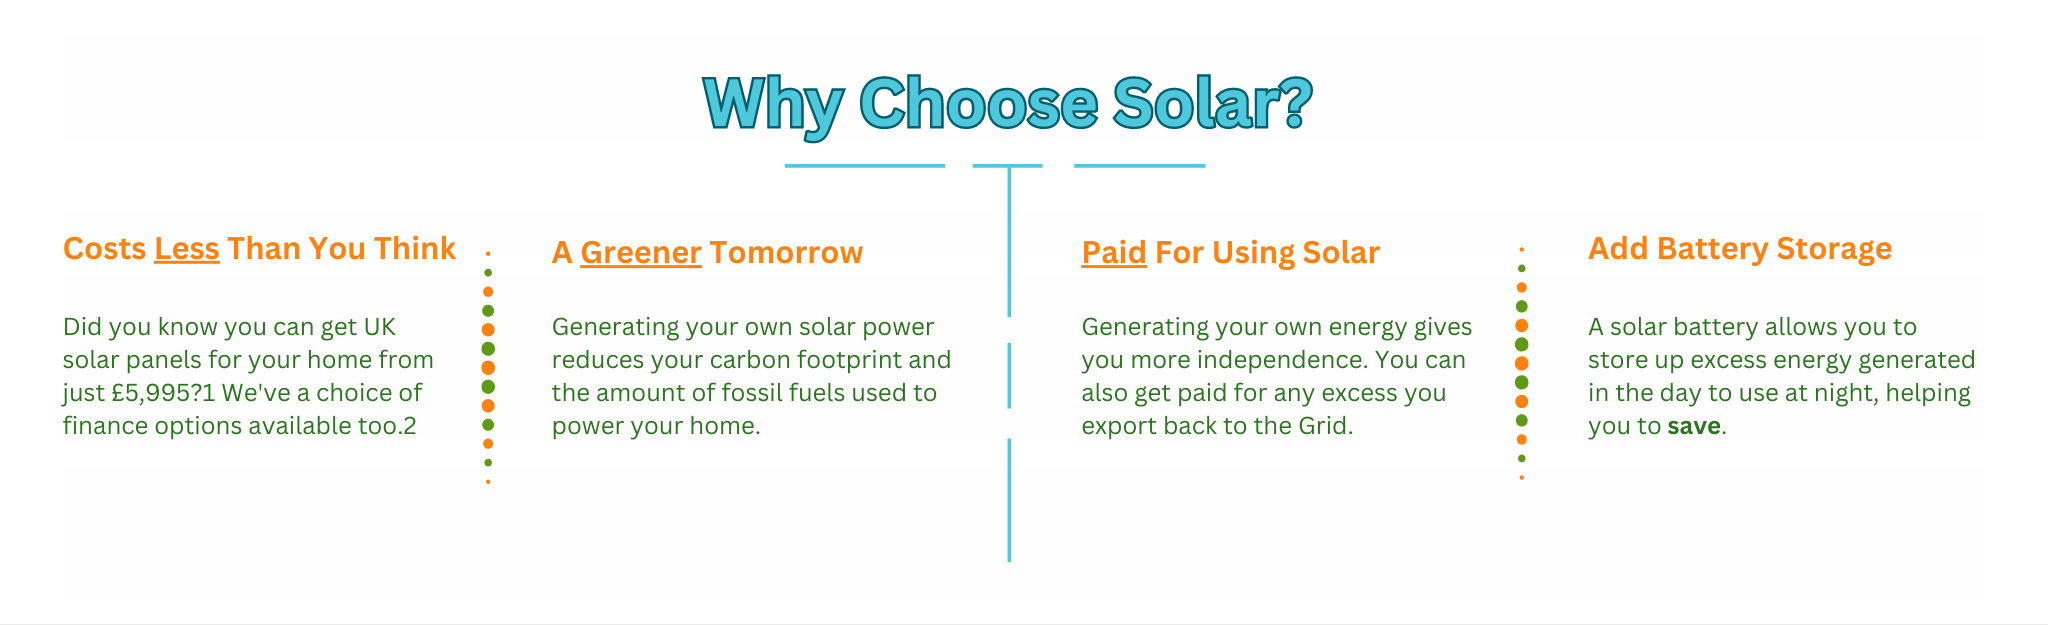 Why Choose Solar?
Costs Less Than You Think
Did you know you can get UK
solar panels for your home from
just £5,995?1 We've a choice of
finance options available too.2
A Greener Tomorrow
Generating your own solar power
reduces your carbon footprint and
the amount of fossil fuels used to
power your home.
Paid For Using Solar
Generating your own energy gives
you more independence. You can
also get paid for any excess you
export back to the Grid.
Add Battery Storage
A solar battery allows you to
store up excess energy generated
in the day to use at night, helping
you to save.